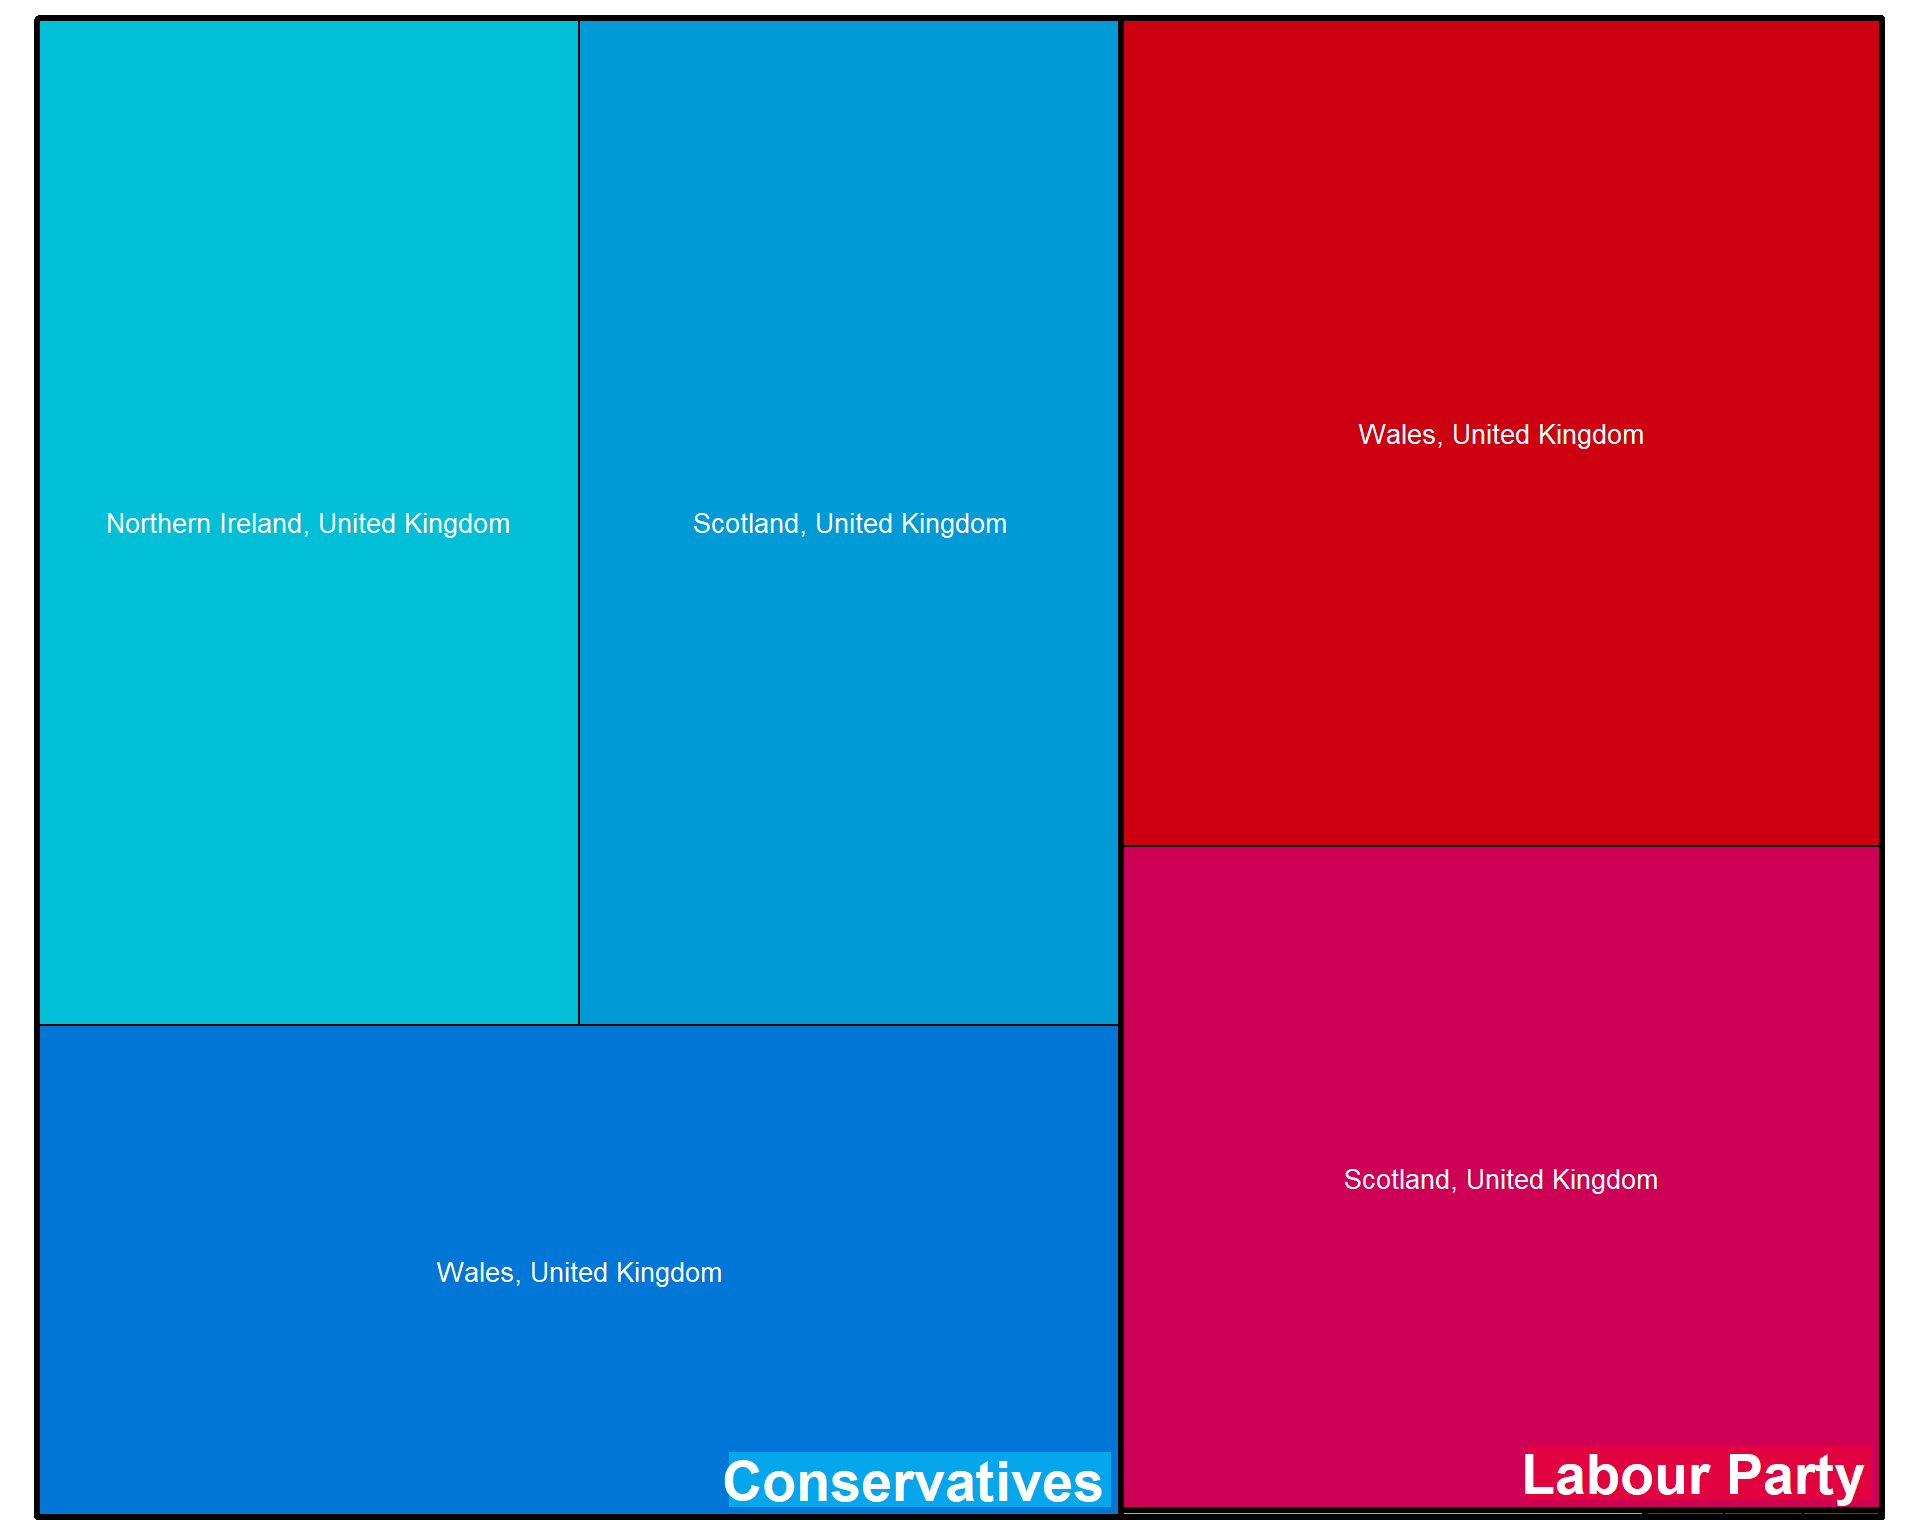 Northern Ireland, United Kingdom
Scotland, United Kingdom
Wales, United Kingdom
Conservatives
Wales, United Kingdom
Scotland, United Kingdom
Labour Party